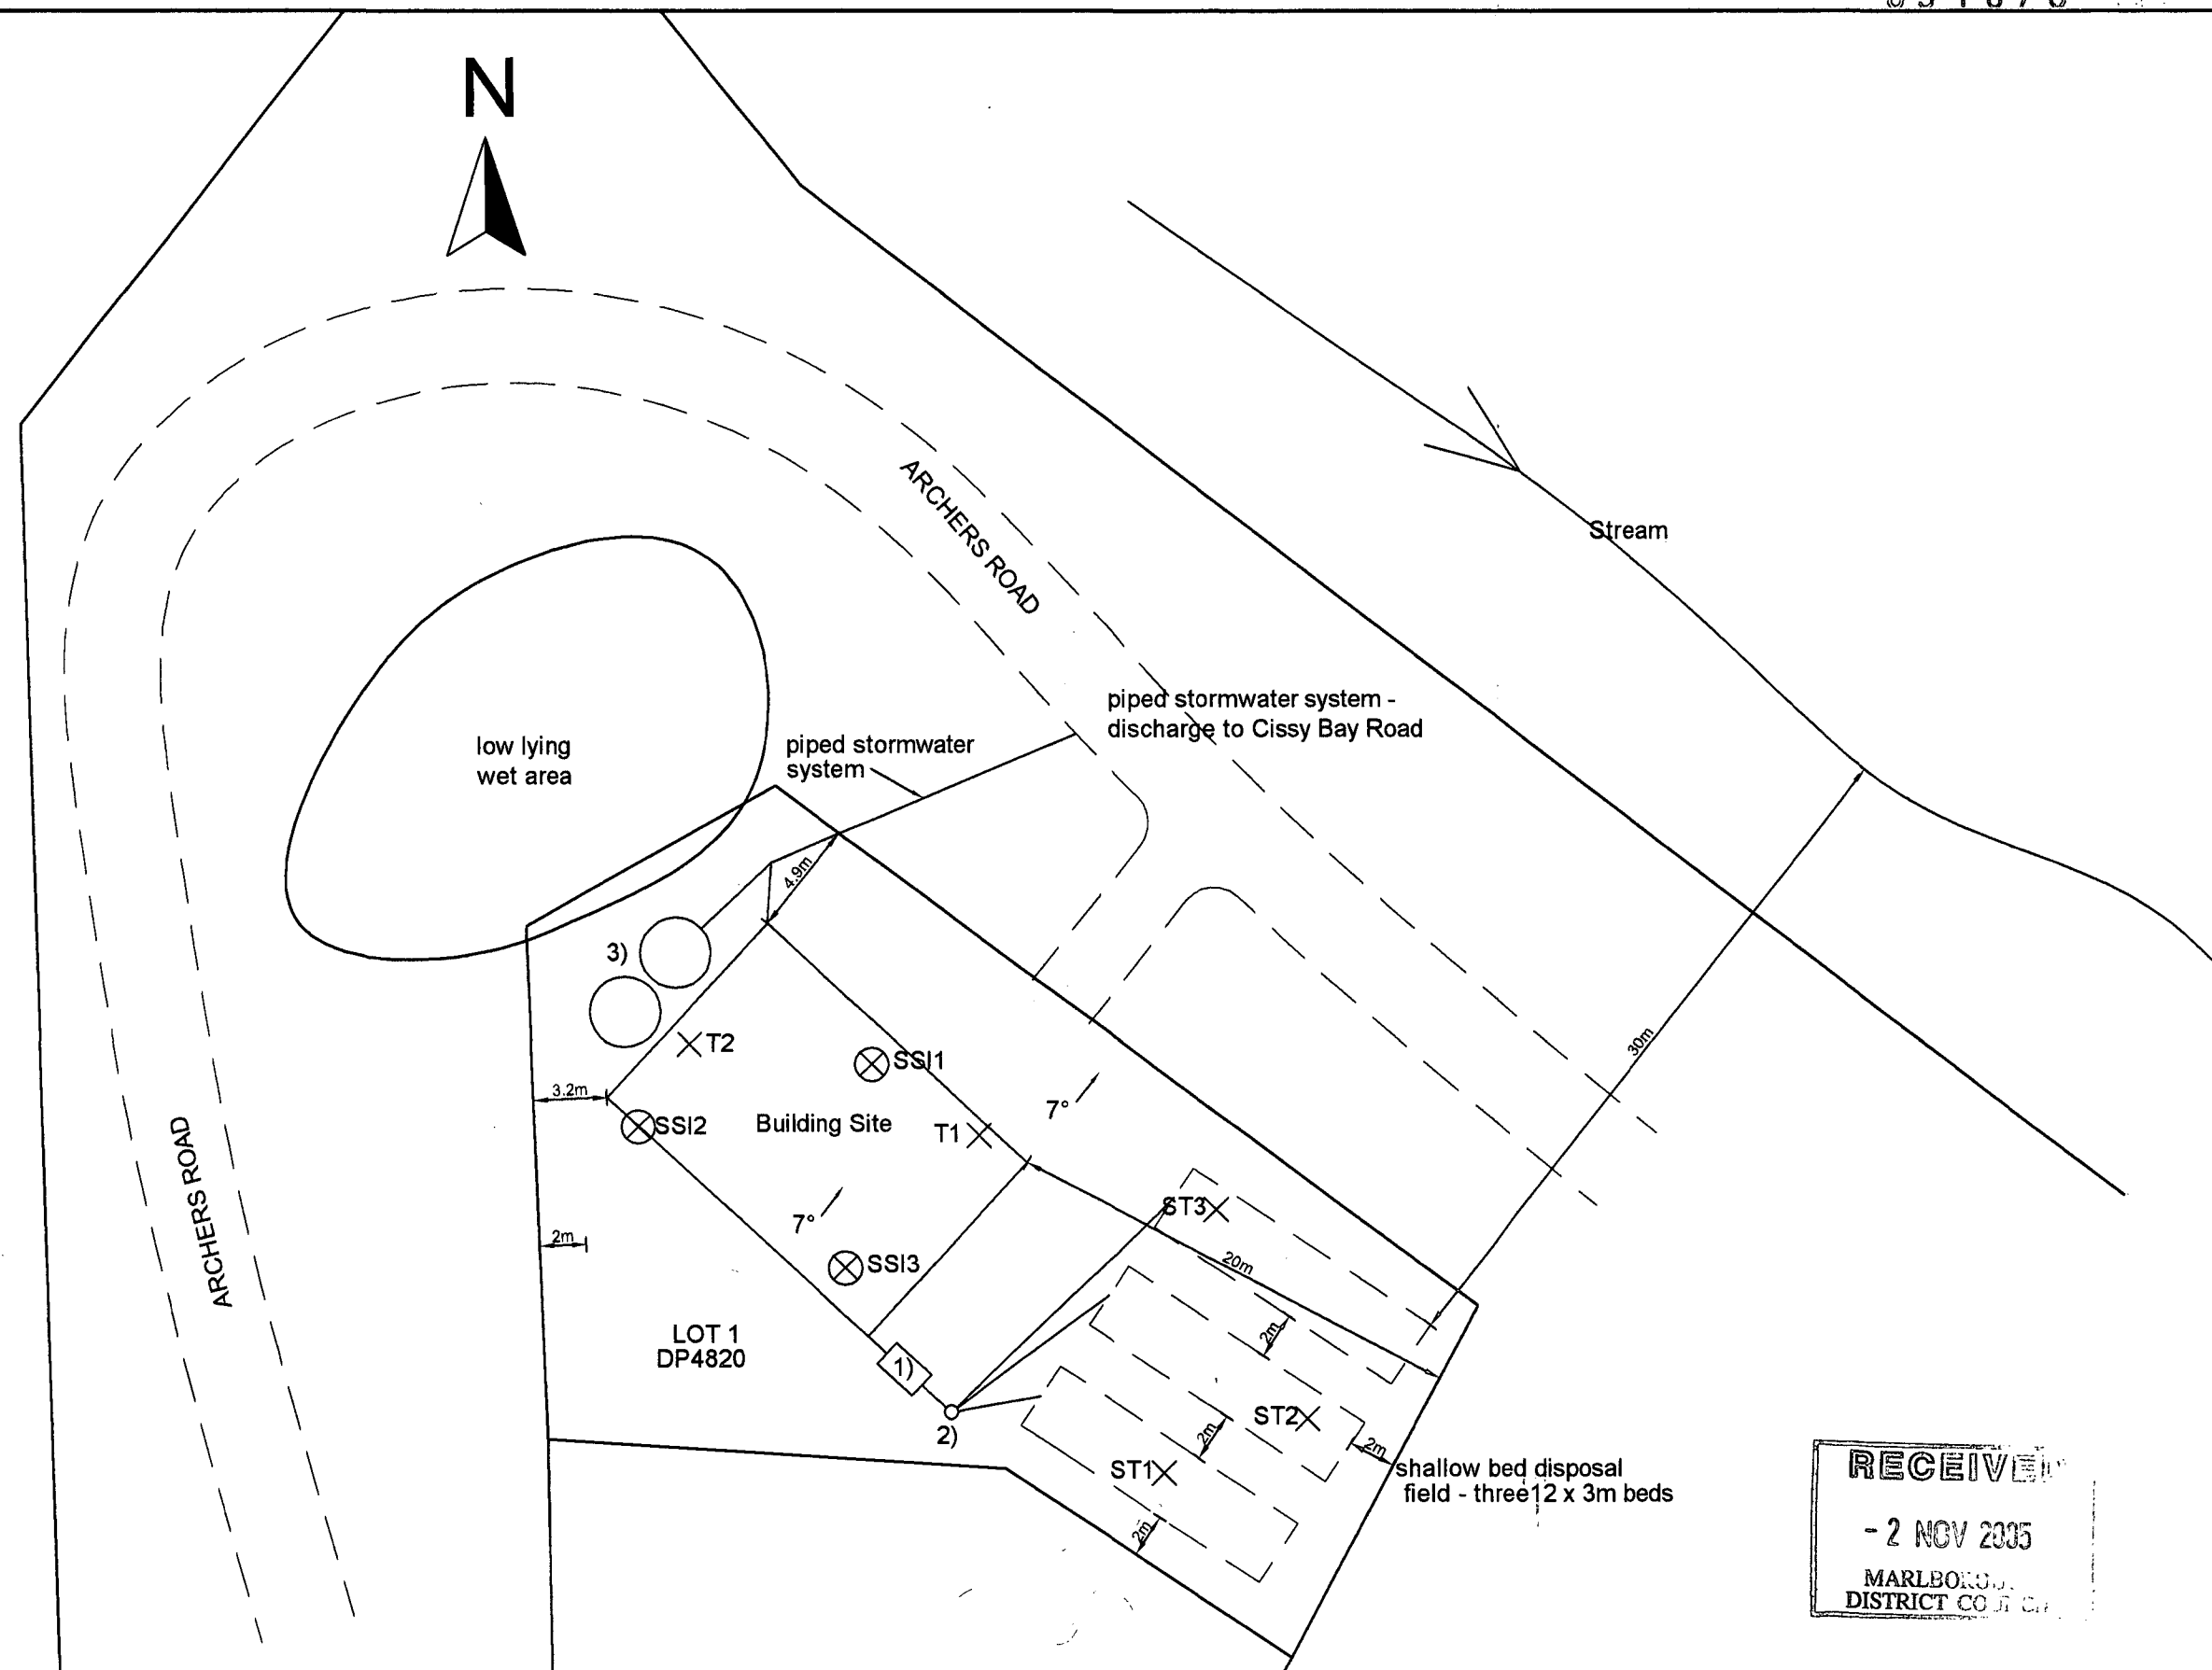 N
ARCHERS ROAD
Stream
piped stormwater system -
discharge to Cissy Bay Road
piped stormwater
system
low lying
wet area
4.9m
3)
T2
SSI1
30m
3.2m
SSI2
Building Site
T1
7°
ARCHERS ROAD
ST3
7°
2m
SSI3
20m
LOT 1
DP4820
2m
1)
ST2
2)
2m
2m
ST1
shallow bed disposal
field - three 12 x 3m beds
2m
RECEIVED
- 2 NOV 2005
DISTRICT